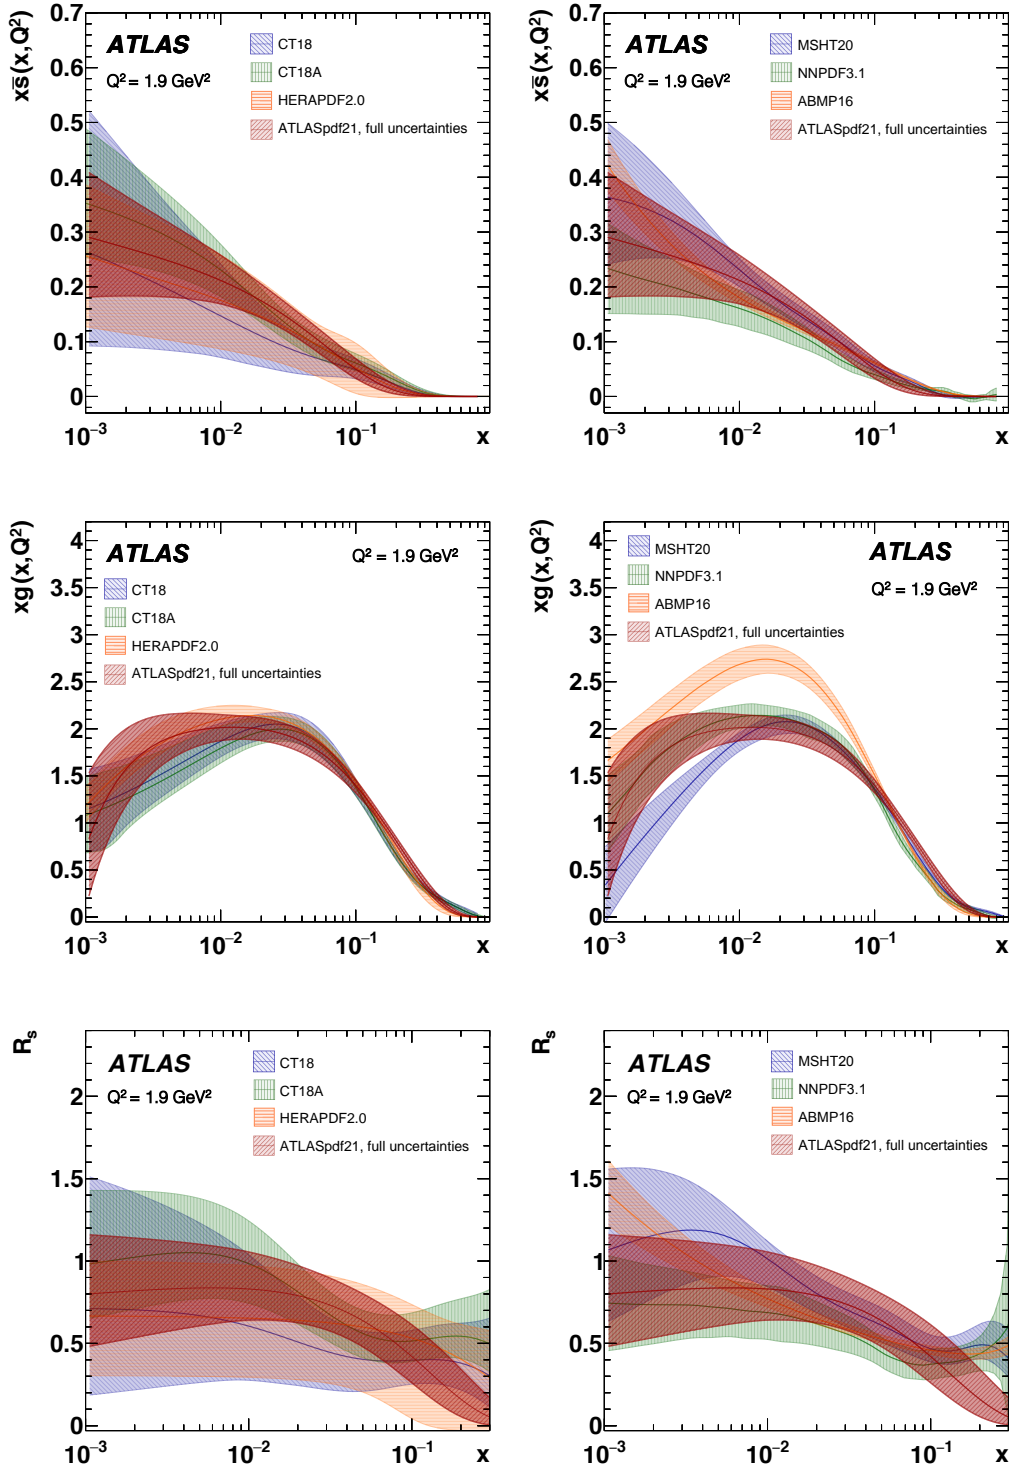 0.7
0.6
0.5
0.4
0.3
0.2
0.1
0
xs̅(x,Q²)
ATLAS
Q² = 1.9 GeV²
CT18
CT18A
HERAPDF2.0
ATLASpdf21, full uncertainties
10⁻³ 10⁻² 10⁻¹ x
0.7
0.6
0.5
0.4
0.3
0.2
0.1
0
xs̅(x,Q²)
ATLAS
Q² = 1.9 GeV²
MSHT20
NNPDF3.1
ABMP16
ATLASpdf21, full uncertainties
10⁻³ 10⁻² 10⁻¹ x
xg(x,Q²)
4
3.5
3
2.5
2
1.5
1
0.5
0
ATLAS
Q² = 1.9 GeV²
CT18
CT18A
HERAPDF2.0
ATLASpdf21, full uncertainties
10⁻³ 10⁻² 10⁻¹ x
xg(x,Q²)
4
3.5
3
2.5
2
1.5
1
0.5
0
MSHT20
NNPDF3.1
ABMP16
ATLASpdf21, full uncertainties
ATLAS
Q² = 1.9 GeV²
10⁻³ 10⁻² 10⁻¹ x
Rₛ
2
1.5
1
0.5
0
ATLAS
Q² = 1.9 GeV²
CT18
CT18A
HERAPDF2.0
ATLASpdf21, full uncertainties
10⁻³ 10⁻² 10⁻¹ x
Rₛ
2
1.5
1
0.5
0
ATLAS
Q² = 1.9 GeV²
MSHT20
NNPDF3.1
ABMP16
ATLASpdf21, full uncertainties
10⁻³ 10⁻² 10⁻¹ x